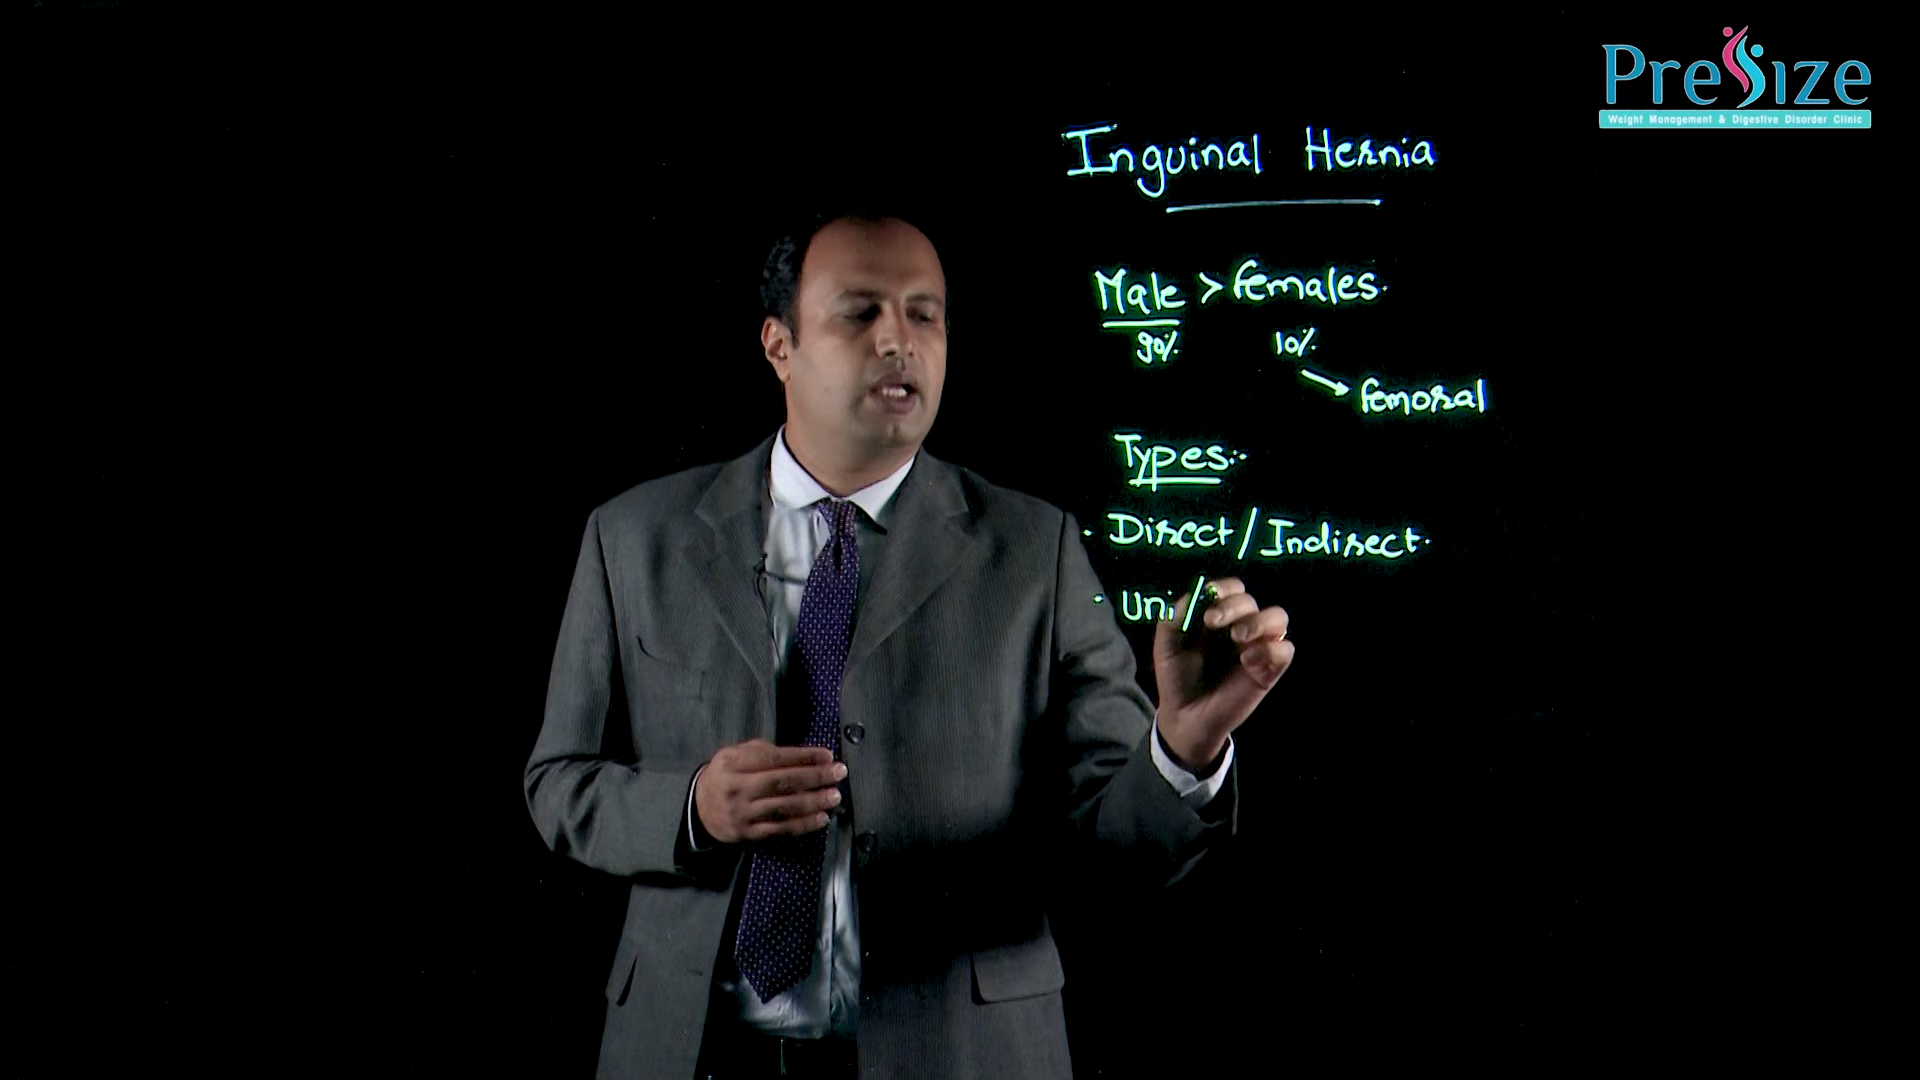 PreSize
Weight Management & Digestive Disorder Clinic
Inguinal Hernia
Male > females.
90% 10%
→ femoral
Types:-
· Direct / Indirect.
· Uni /